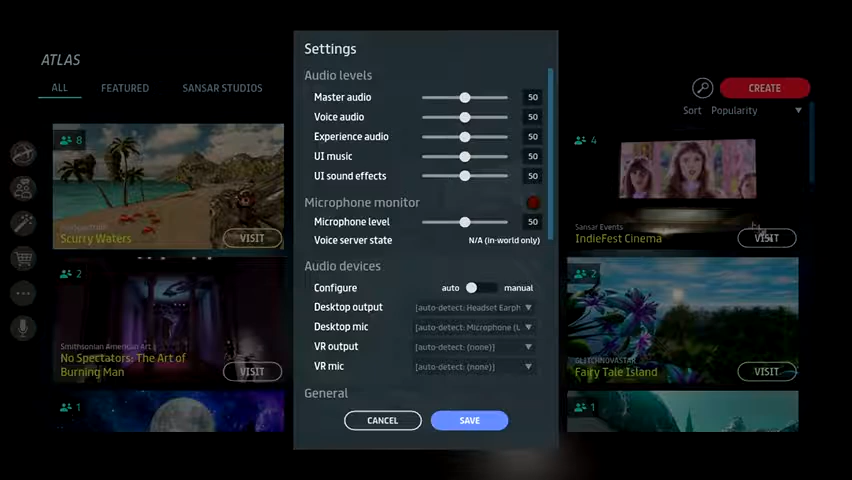 ATLAS
ALL FEATURED SANSAR STUDIOS
CREATE
Sort Popularity
8
Scurry Waters
VISIT
2
Smithsonian American Art
No Spectators: The Art of
Burning Man
VISIT
1
Settings
Audio levels
Master audio 50
Voice audio 50
Experience audio 50
UI music 50
UI sound effects 50
Microphone monitor
Microphone level 50
Voice server state N/A (in-world only)
Audio devices
Configure auto manual
Desktop output [auto-detect: Headset Earph
Desktop mic [auto-detect: Microphone (U
VR output [auto-detect: (none)]
VR mic [auto-detect: (none)]
General
CANCEL SAVE
4
Sansar Events
IndieFest Cinema
VISIT
2
GLITCHNOVASTAR
Fairy Tale Island
VISIT
1